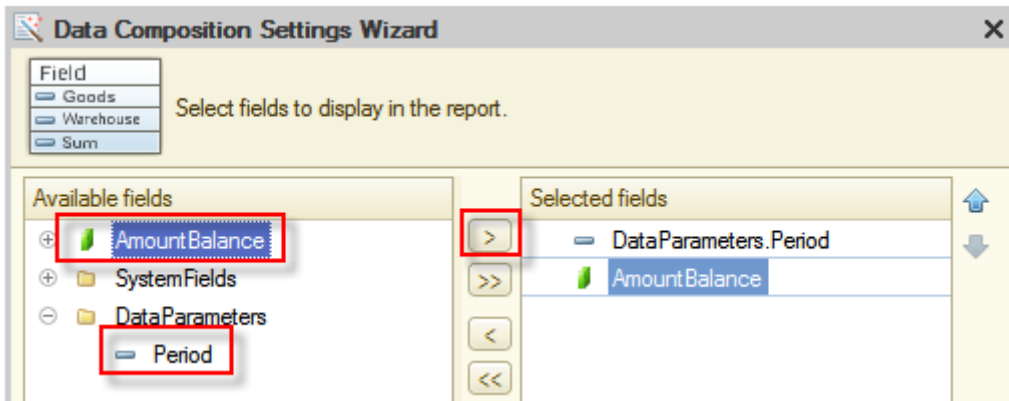 Data Composition Settings Wizard
Field
Goods
Warehouse
Sum
Select fields to display in the report.
Available fields
AmountBalance
SystemFields
DataParameters
Period
>
>>
<
<<
Selected fields
DataParameters.Period
AmountBalance